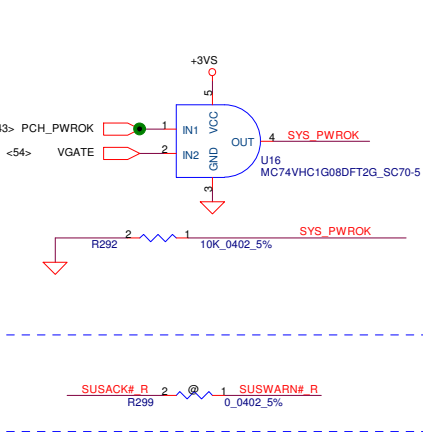 +3VS
5
43> PCH_PWROK 1 IN1 VCC
OUT 4 SYS_PWROK
<54> VGATE 2 IN2 GND
U16
MC74VHC1G08DFT2G_SC70-5
3
2 1 SYS_PWROK
R292 10K_0402_5%
SUSACK#_R 2 @ 1 SUSWARN#_R
R299 0_0402_5%